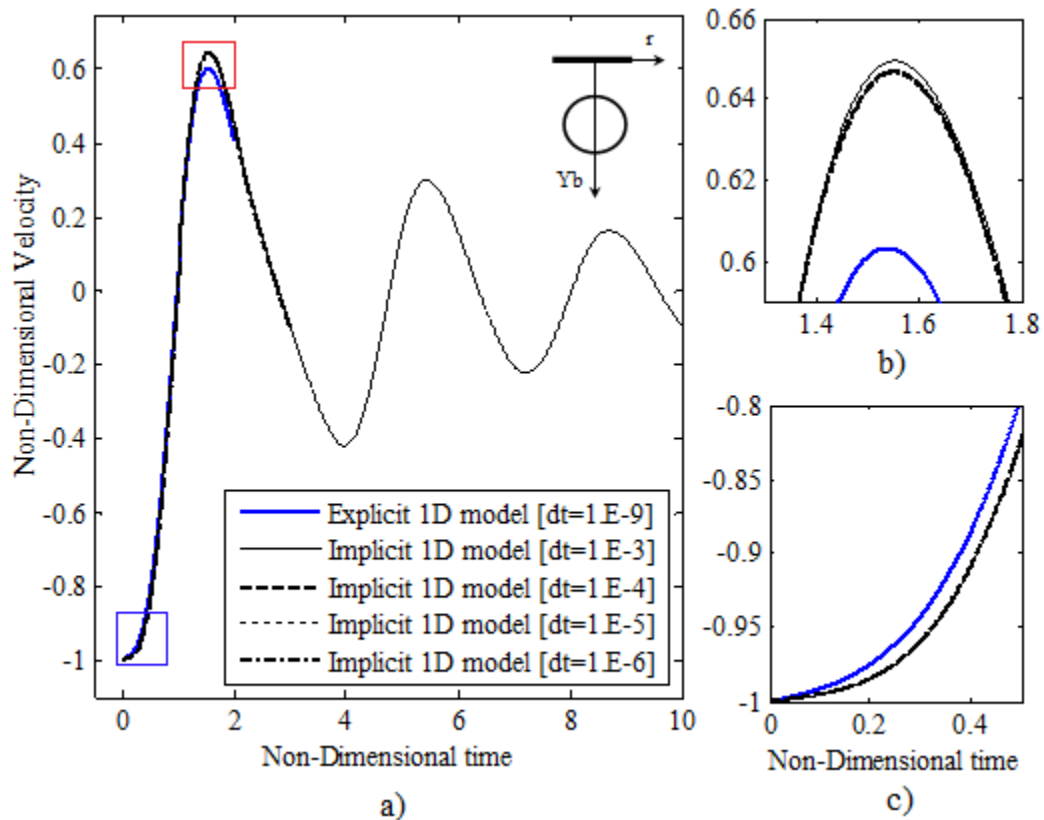 Non-Dimensional Velocity
0.6
0.4
0.2
0
-0.2
-0.4
-0.6
-0.8
-1
r
Yb
Explicit 1D model [dt=1.E-9]
Implicit 1D model [dt=1.E-3]
Implicit 1D model [dt=1.E-4]
Implicit 1D model [dt=1.E-5]
Implicit 1D model [dt=1.E-6]
0 2 4 6 8 10
Non-Dimensional time
a)
0.66
0.64
0.62
0.6
1.4 1.6 1.8
b)
-0.8
-0.85
-0.9
-0.95
-1
0 0.2 0.4
Non-Dimensional time
c)